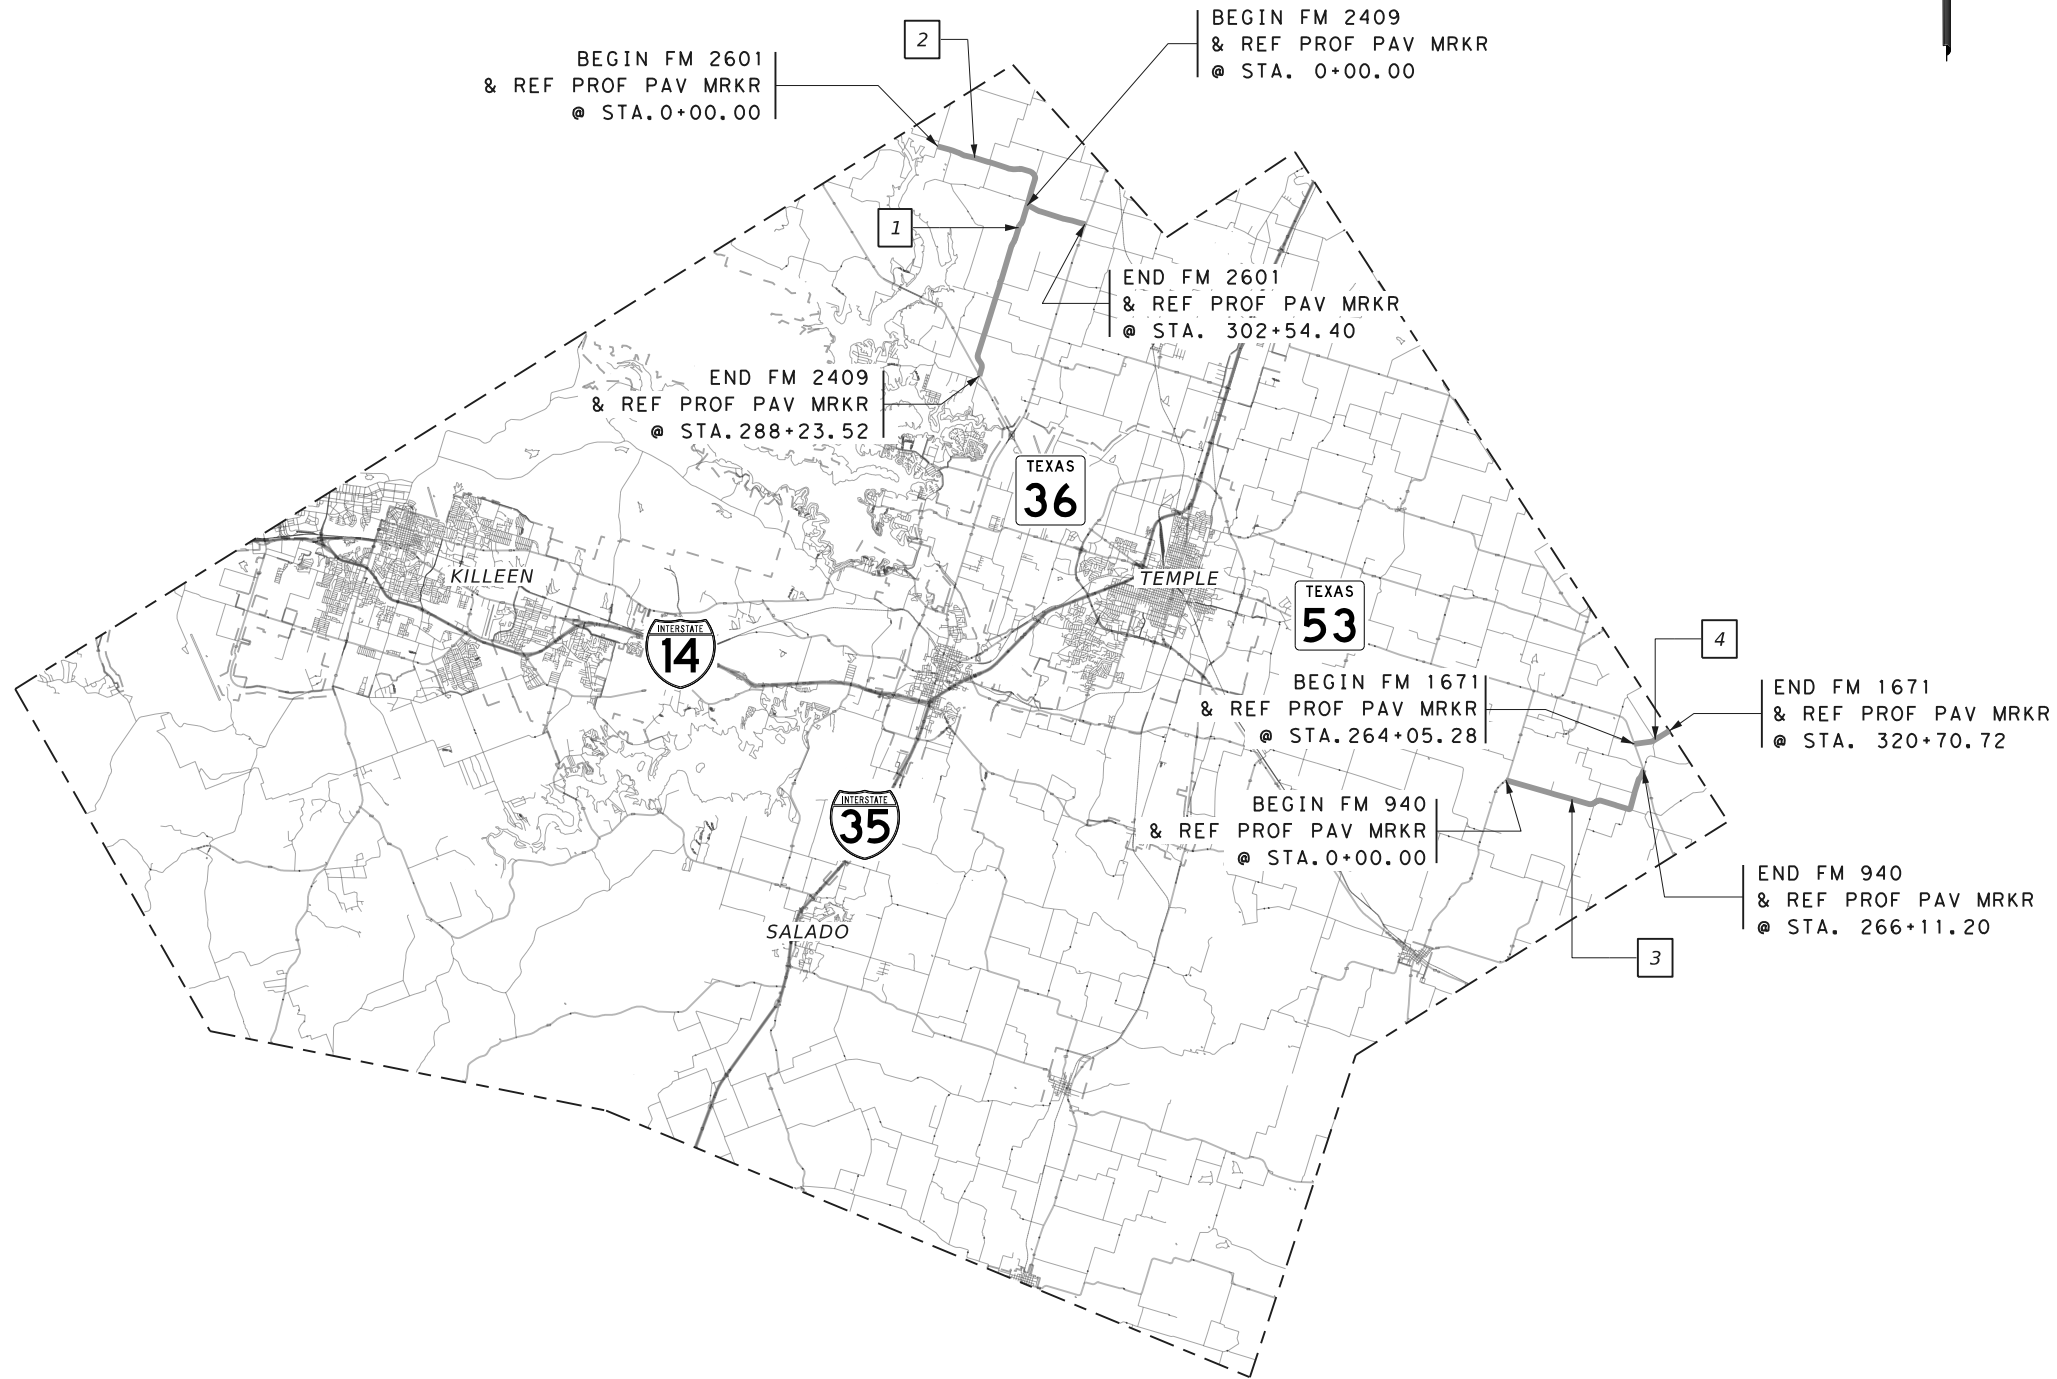 BEGIN FM 2409
& REF PROF PAV MRKR
@ STA. 0+00.00
2
BEGIN FM 2601
& REF PROF PAV MRKR
@ STA.0+00.00
1
END FM 2601
& REF PROF PAV MRKR
@ STA. 302+54.40
END FM 2409
& REF PROF PAV MRKR
@ STA.288+23.52
TEXAS
36
KILLEEN
TEMPLE
TEXAS
53
INTERSTATE
14
4
BEGIN FM 1671
& REF PROF PAV MRKR
@ STA.264+05.28
END FM 1671
& REF PROF PAV MRKR
@ STA. 320+70.72
INTERSTATE
35
BEGIN FM 940
& REF PROF PAV MRKR
@ STA.0+00.00
END FM 940
& REF PROF PAV MRKR
@ STA. 266+11.20
SALADO
3